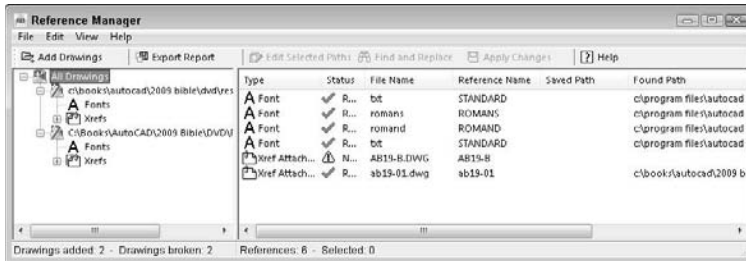 Reference Manager
File Edit View Help
Add Drawings Export Report Edit Selected Paths Find and Replace Apply Changes Help
All Drawings
c:\books\autocad\2009 bible\dvd\res
Fonts
Xrefs
C:\Books\AutoCAD\2009 Bible\DVD\
Fonts
Xrefs
Type Status File Name Reference Name Saved Path Found Path
Font R... txt STANDARD c:\program files\autocad
Font R... romans ROMANS c:\program files\autocad
Font R... romand ROMAND c:\program files\autocad
Font R... txt STANDARD c:\program files\autocad
Xref Attach... N... AB19-B.DWG AB19-B
Xref Attach... R... ab19-01.dwg ab19-01 c:\books\autocad\2009 b
Drawings added: 2 - Drawings broken: 2 References: 6 - Selected: 0